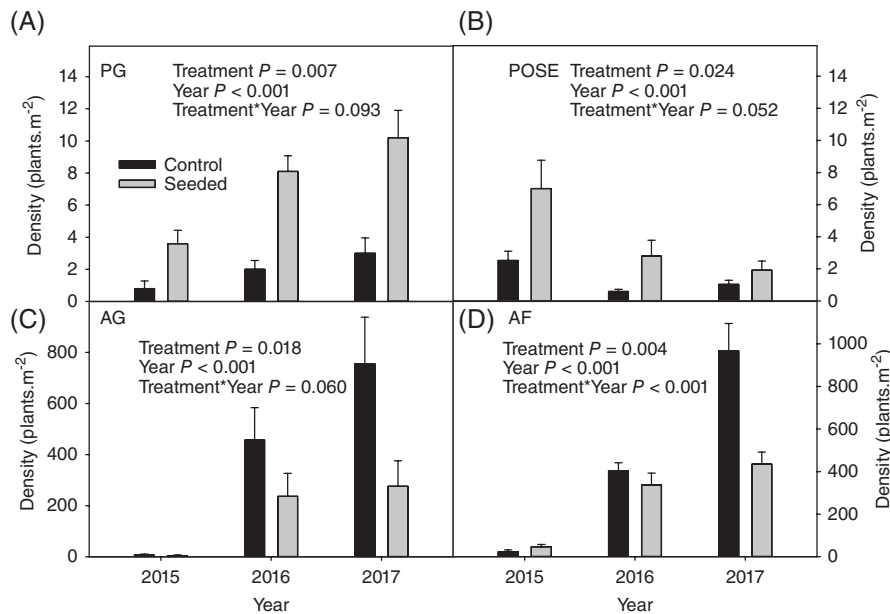 (A)
PG
Treatment P = 0.007
Year P < 0.001
Treatment*Year P = 0.093
Control
Seeded
Density (plants.m-2)
14
12
10
8
6
4
2
0
(B)
POSE
Treatment P = 0.024
Year P < 0.001
Treatment*Year P = 0.052
14
12
10
8
6
4
2
0
Density (plants.m-2)
(C)
AG
Treatment P = 0.018
Year P < 0.001
Treatment*Year P = 0.060
Density (plants.m-2)
800
600
400
200
0
2015
2016
2017
Year
(D)
AF
Treatment P = 0.004
Year P < 0.001
Treatment*Year P < 0.001
1000
800
600
400
200
0
Density (plants.m-2)
2015
2016
2017
Year